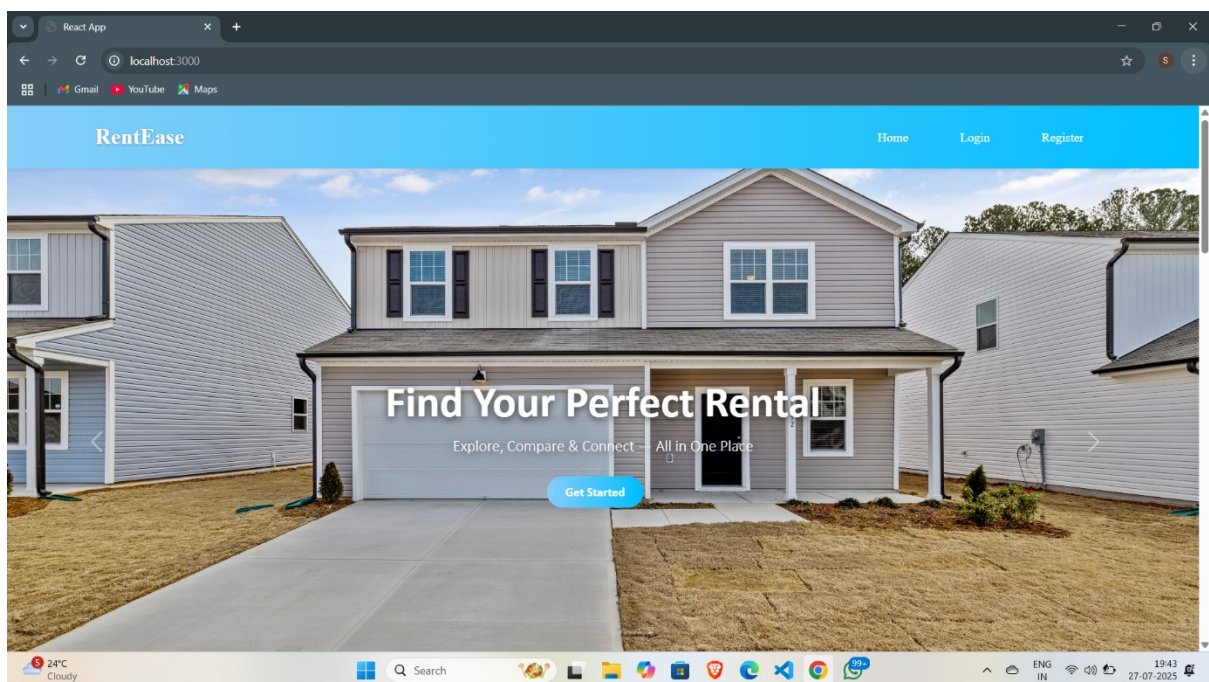 React App
localhost:3000
Gmail YouTube Maps
RentEase Home Login Register
Find Your Perfect Rental
Explore, Compare & Connect — All in One Place
Get Started
6 24°C
Cloudy
Search
99+
ENG
IN
19:43
27-07-2025
S